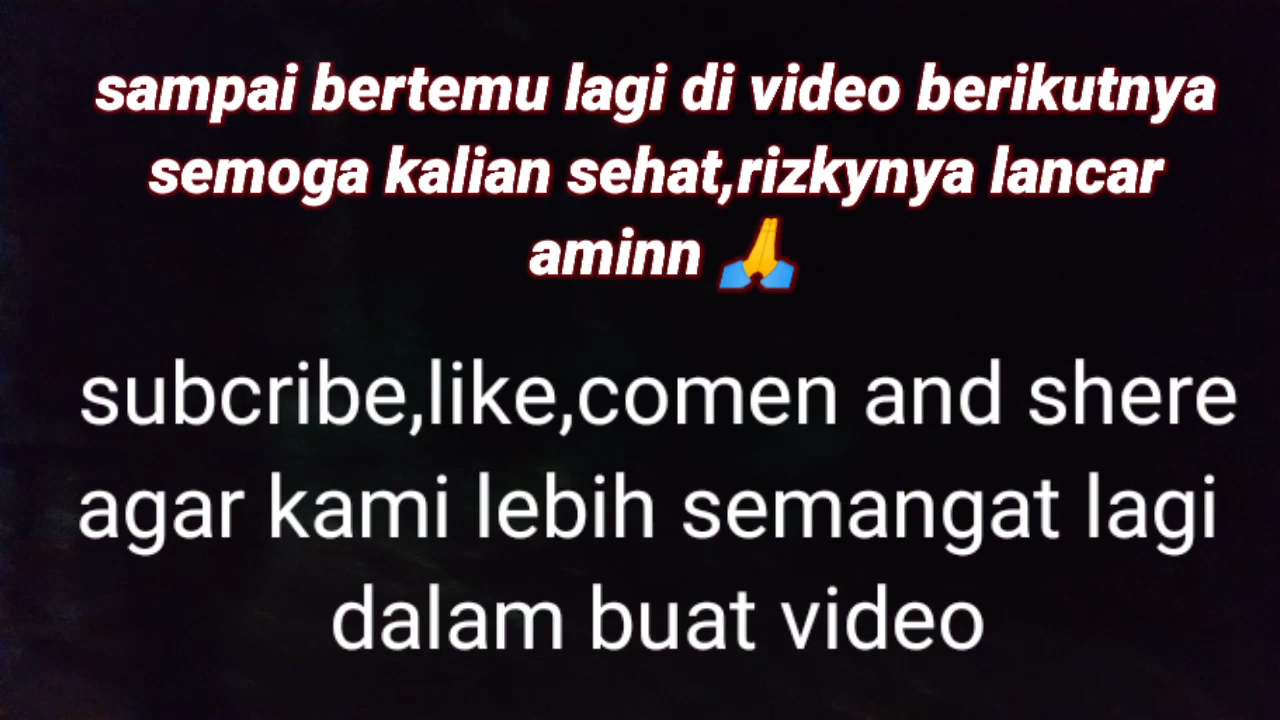 sampai bertemu lagi di video berikutnya
semoga kalian sehat,rizkynya lancar
aminn 🙏
subcribe,like,comen and shere
agar kami lebih semangat lagi
dalam buat video